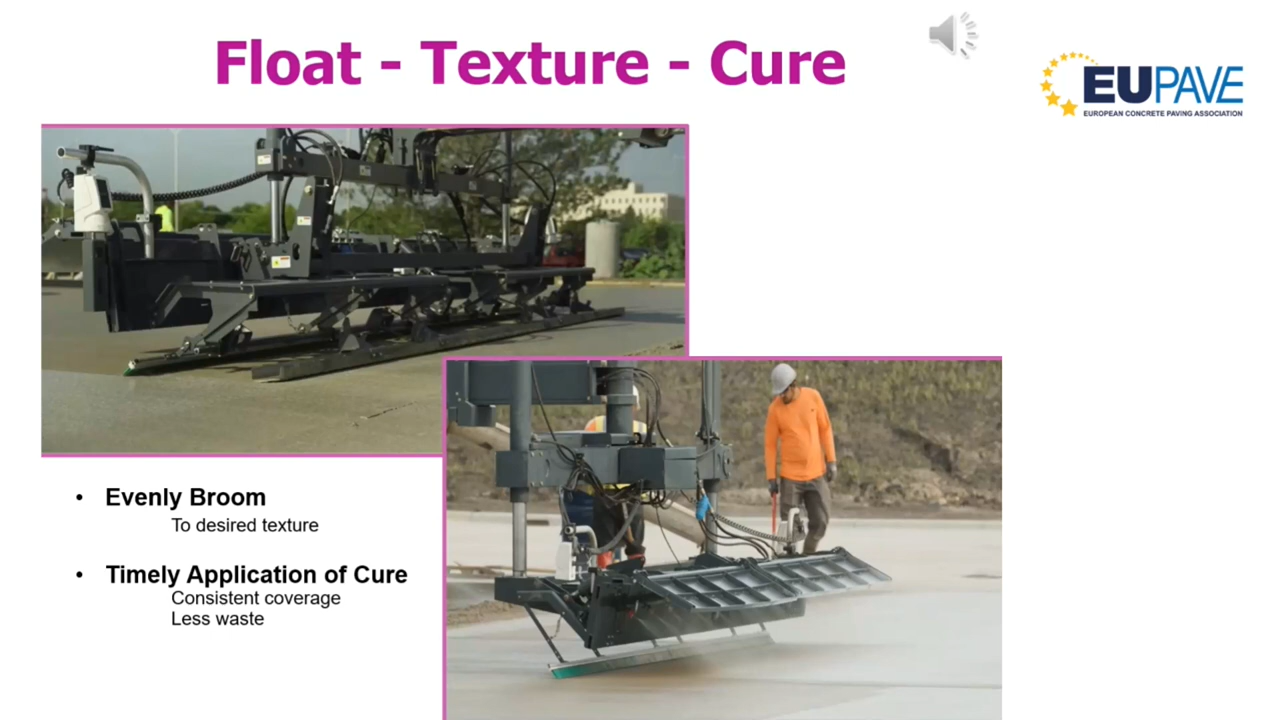 Float - Texture - Cure
EUPAVE
EUROPEAN CONCRETE PAVING ASSOCIATION
• Evenly Broom
To desired texture
• Timely Application of Cure
Consistent coverage
Less waste